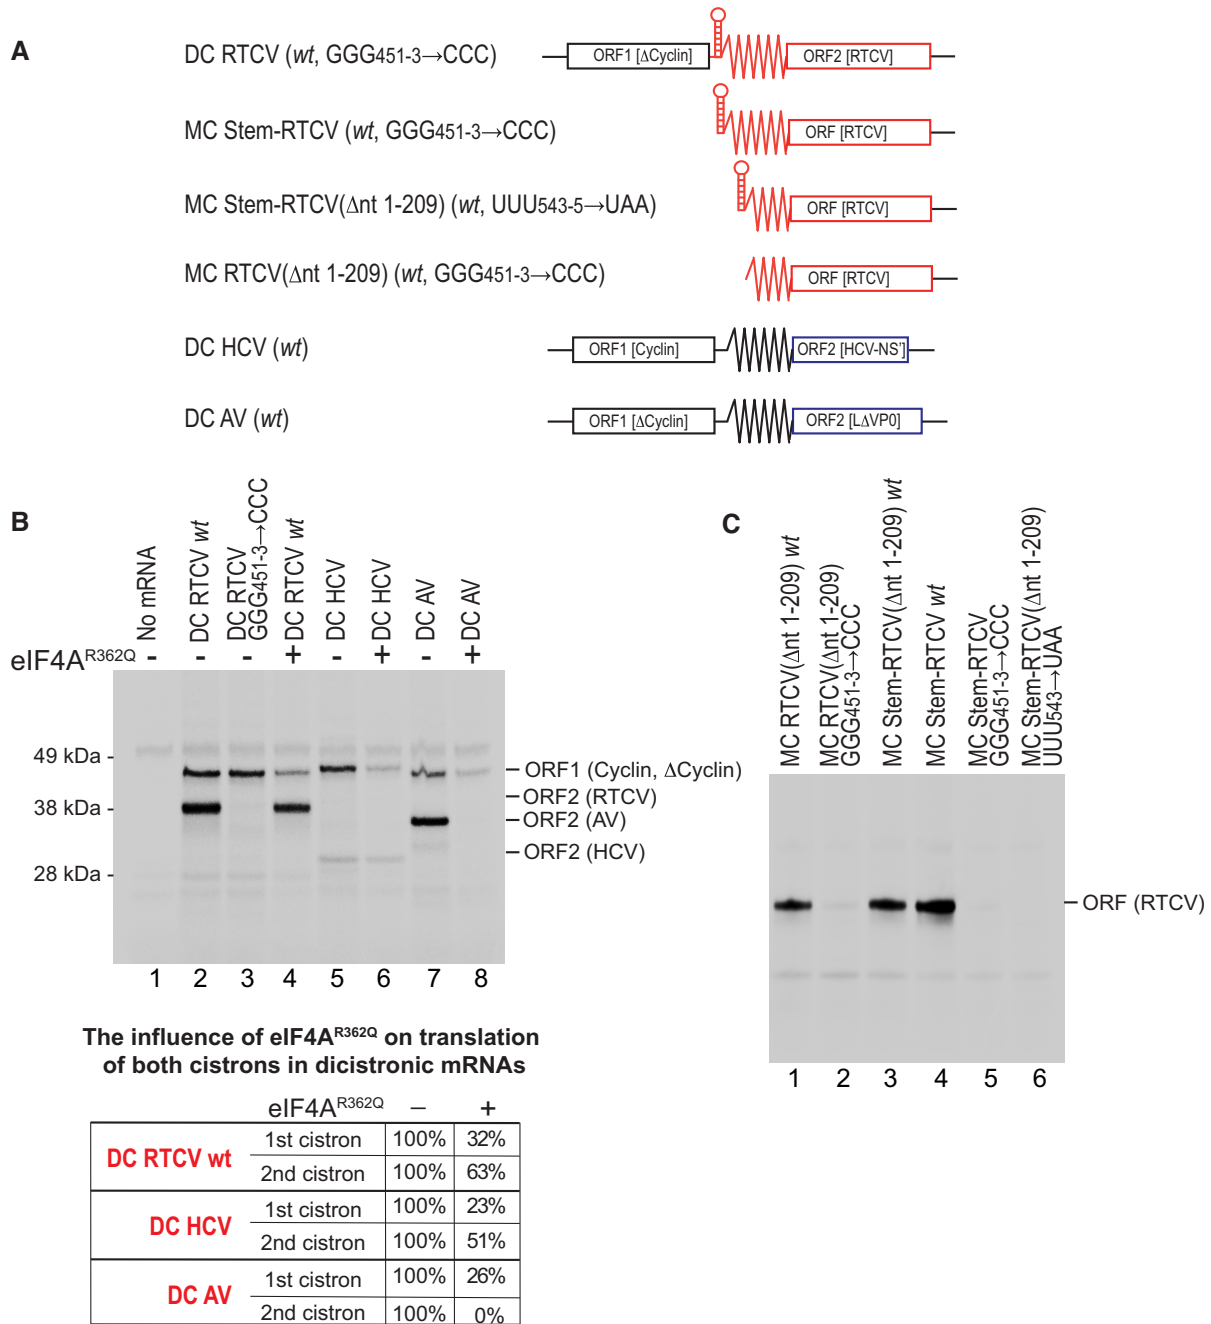 A
DC RTCV (wt, GGG451-3→CCC)
ORF1 [ΔCyclin]
ORF2 [RTCV]
MC Stem-RTCV (wt, GGG451-3→CCC)
ORF [RTCV]
MC Stem-RTCV(Δnt 1-209) (wt, UUU543-5→UAA)
ORF [RTCV]
MC RTCV(Δnt 1-209) (wt, GGG451-3→CCC)
ORF [RTCV]
DC HCV (wt)
ORF1 [Cyclin]
ORF2 [HCV-NS']
DC AV (wt)
ORF1 [ΔCyclin]
ORF2 [LΔVP0]
B
No mRNA
DC RTCV wt
DC RTCV
GGG451-3→CCC
DC RTCV wt
DC HCV
DC HCV
DC AV
DC AV
eIF4A^R362Q - - - + - + - +
49 kDa
38 kDa
28 kDa
ORF1 (Cyclin, ΔCyclin)
ORF2 (RTCV)
ORF2 (AV)
ORF2 (HCV)
1 2 3 4 5 6 7 8
The influence of eIF4A^R362Q on translation
of both cistrons in dicistronic mRNAs
eIF4A^R362Q − +
DC RTCV wt
1st cistron 100% 32%
2nd cistron 100% 63%
DC HCV
1st cistron 100% 23%
2nd cistron 100% 51%
DC AV
1st cistron 100% 26%
2nd cistron 100% 0%
C
MC RTCV(Δnt 1-209) wt
MC RTCV(Δnt 1-209)
GGG451-3→CCC
MC Stem-RTCV(Δnt 1-209) wt
MC Stem-RTCV wt
MC Stem-RTCV
GGG451-3→CCC
MC Stem-RTCV(Δnt 1-209)
UUU543→UAA
ORF (RTCV)
1 2 3 4 5 6